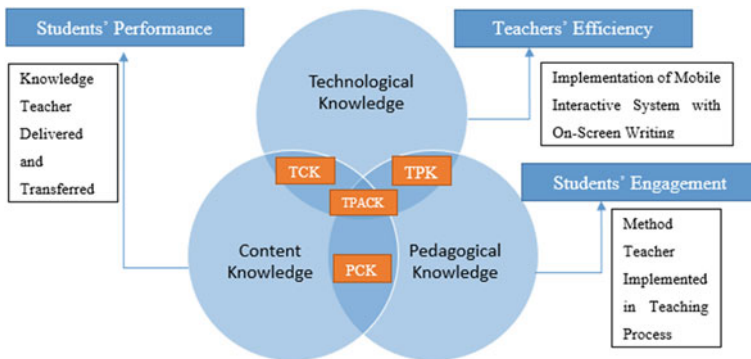 Students’ Performance
Knowledge
Teacher
Delivered
and
Transferred
Technological
Knowledge
Teachers’ Efficiency
Implementation of Mobile
Interactive System with
On-Screen Writing
TCK
TPK
TPACK
Students’ Engagement
Content
Knowledge
PCK
Pedagogical
Knowledge
Method
Teacher
Implemented
in Teaching
Process